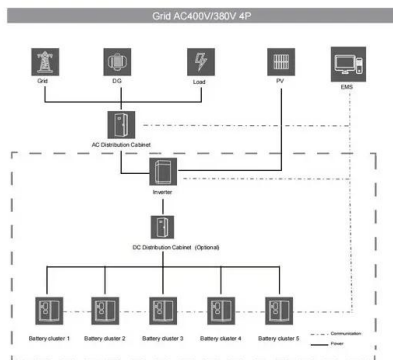 Grid AC400V/380V 4P
Grid
DG
Load
PV
EMS
AC Distribution Cabinet
Inverter
DC Distribution Cabinet (Optional)
Battery cluster 1
Battery cluster 2
Battery cluster 3
Battery cluster 4
Battery cluster 5
Communication
Power